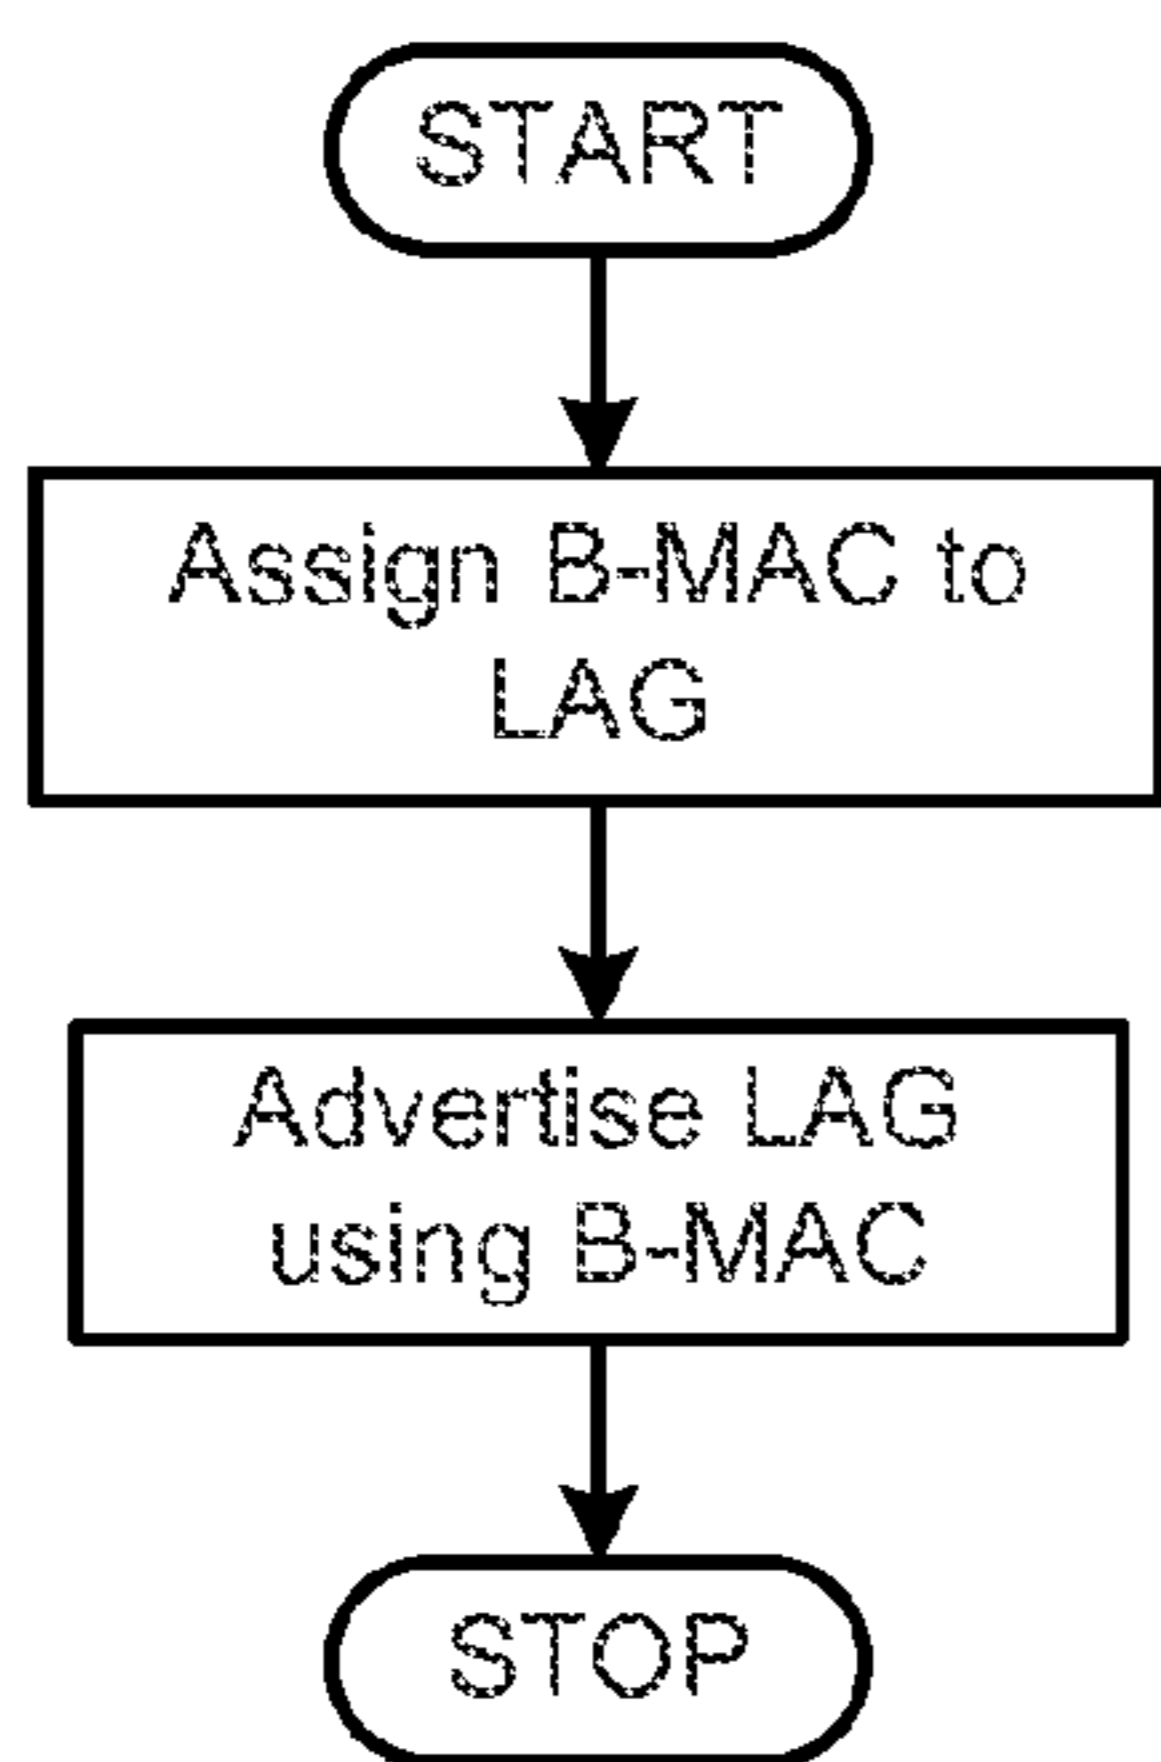 START
Assign B-MAC to
LAG
Advertise LAG
using B-MAC
STOP